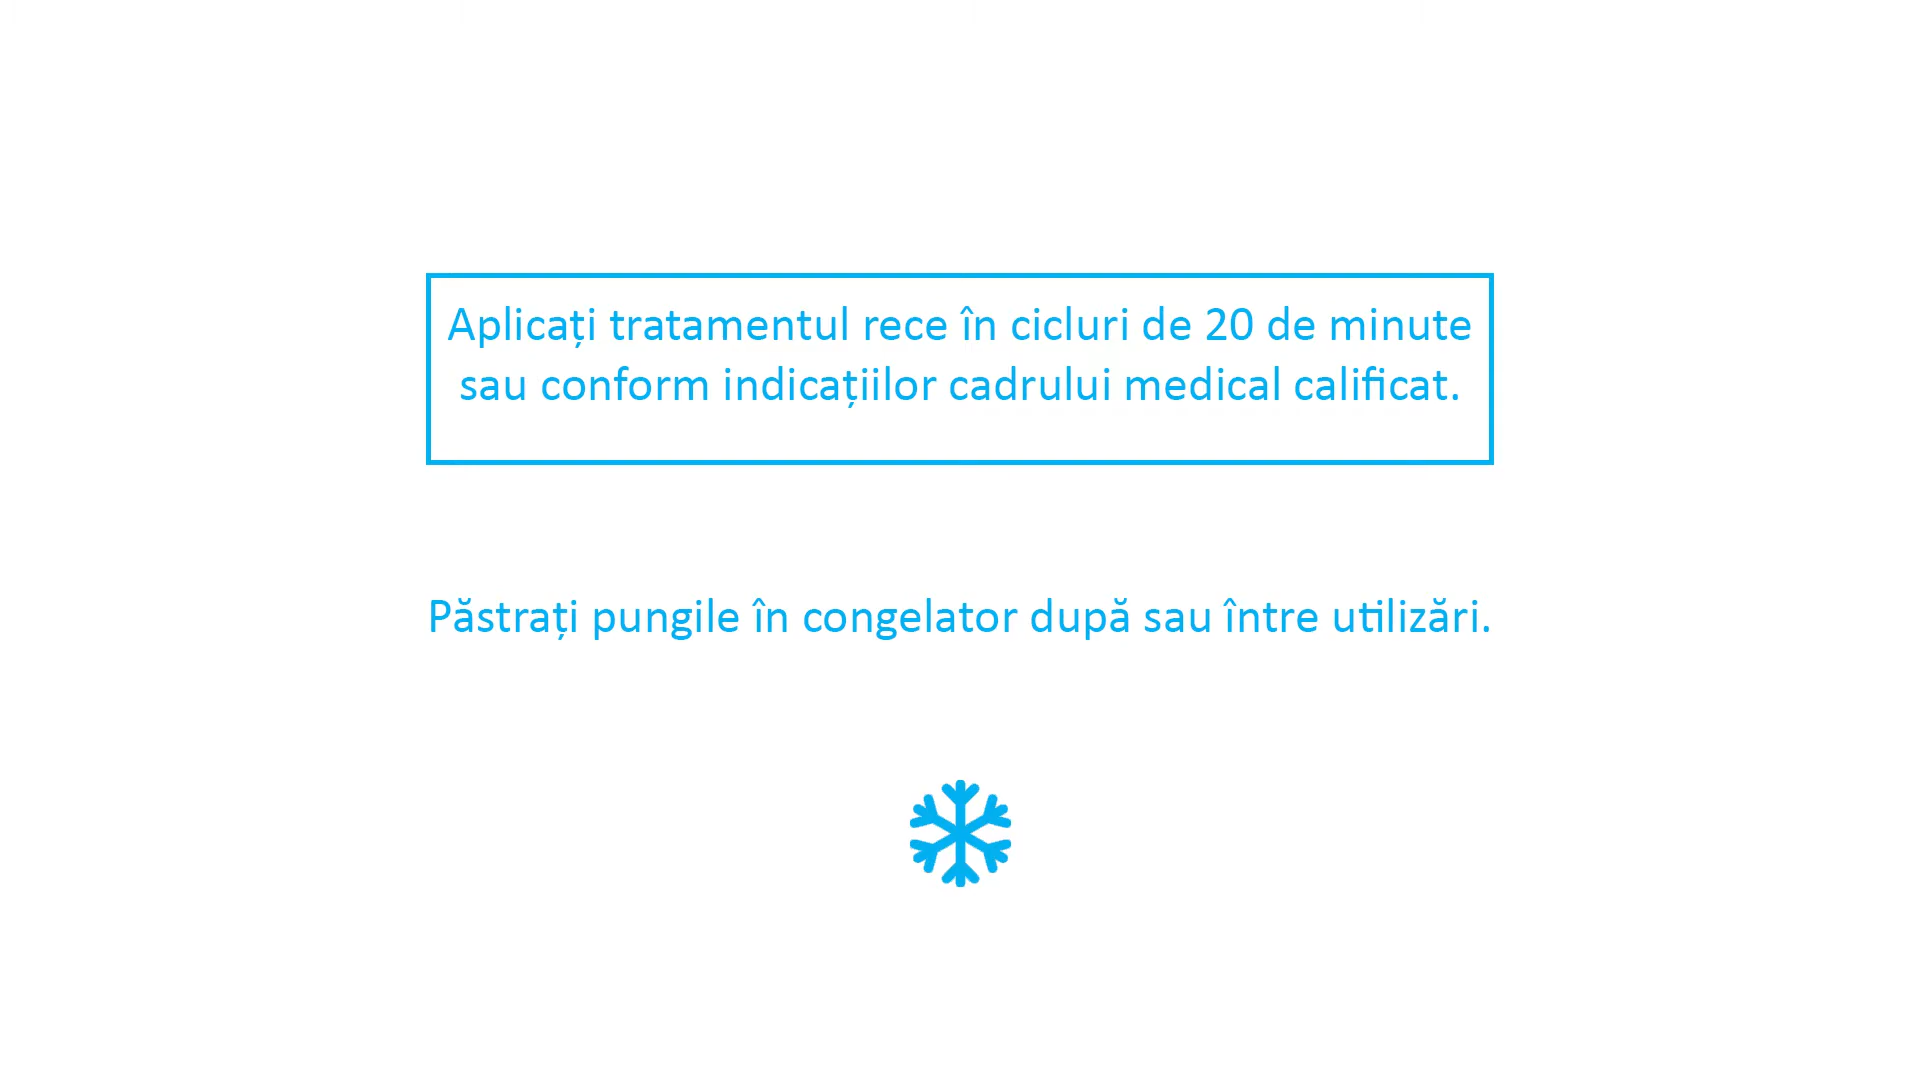 Aplicați tratamentul rece în cicluri de 20 de minute
sau conform indicațiilor cadrului medical calificat.
Păstrați pungile în congelator după sau între utilizări.